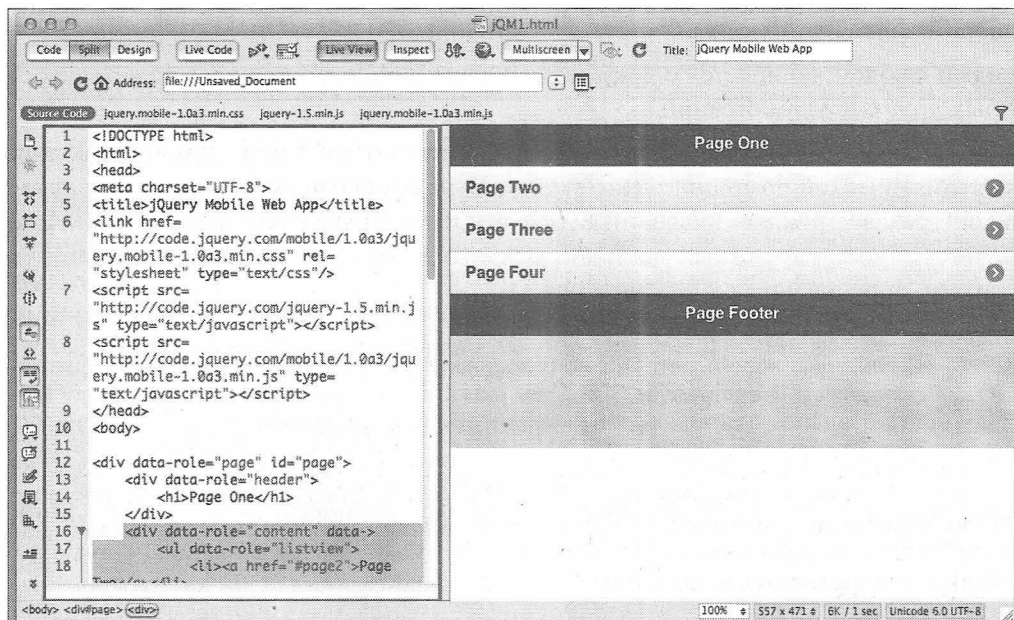 jQM1.html
Code Split Design Live Code Live View Inspect Multiscreen Title: jQuery Mobile Web App
Address: file:///Unsaved_Document
Source Code jquery.mobile-1.0a3.min.css jquery-1.5.min.js jquery.mobile-1.0a3.min.js
1 <!DOCTYPE html>
2 <html>
3 <head>
4 <meta charset="UTF-8">
5 <title>jQuery Mobile Web App</title>
6 <link href=
"http://code.jquery.com/mobile/1.0a3/jqu
ery.mobile-1.0a3.min.css" rel=
"stylesheet" type="text/css"/>
7 <script src=
"http://code.jquery.com/jquery-1.5.min.j
s" type="text/javascript"></script>
8 <script src=
"http://code.jquery.com/mobile/1.0a3/jqu
ery.mobile-1.0a3.min.js" type=
"text/javascript"></script>
9 </head>
10 <body>
11
12 <div data-role="page" id="page">
13 <div data-role="header">
14 <h1>Page One</h1>
15 </div>
16 <div data-role="content" data->
17 <ul data-role="listview">
18 <li><a href="#page2">Page
Two</a></li>
Page One
Page Two
Page Three
Page Four
Page Footer
<body> <div#page> <div>
100% 557 x 471 6K / 1 sec Unicode 6.0 UTF-8